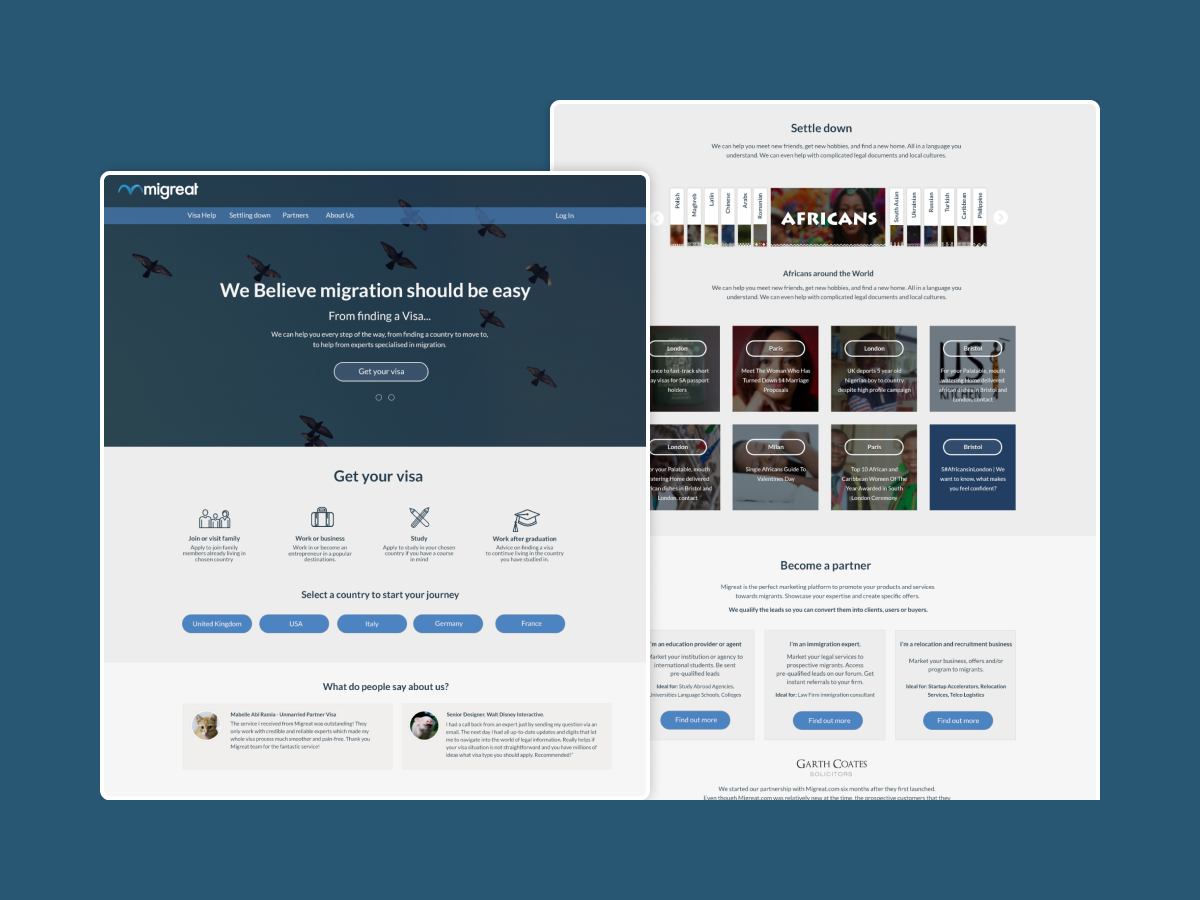 migreat
Visa Help
Settling down
Partners
About Us
Log In
We Believe migration should be easy
From finding a Visa...
We can help you every step of the way, from finding a country to move to,
to help from experts specialised in migration.
Get your visa
Get your visa
Join or visit family
Apply to join family
members already living in
chosen country
Work or business
Work in or become an
entrepreneur in a popular
destinations.
Study
Apply to study in your chosen
country if you have a course
in mind
Work after graduation
Advice on finding a visa
to continue living in the country
you have studied in.
Select a country to start your journey
United Kingdom
USA
Italy
Germany
France
What do people say about us?
Mabelle Abi Ramia - Unmarried Partner Visa
The service I received from Migreat was outstanding! They
only work with credible and reliable experts which made my
whole visa process much smoother and pain-free. Thank you
Migreat team for the fantastic service!
Senior Designer, Walt Disney Interactive.
I had a call back from an expert just by sending my question via an
email. The next day I had all up-to-date updates and digits that let
me to navigate into the world of legal information. Really helps if
your visa situation is not straightforward and you have millions of
ideas what visa type you should apply. Recommended!"
Settle down
We can help you meet new friends, get new hobbies, and find a new home. All in a language you
understand. We can even help with complicated legal documents and local cultures.
Polish
Maghreb
Latin
Chinese
Arabs
Romanian
AFRICANS
South Asian
Ukrainian
Russian
Turkish
Caribbean
Philippine
Africans around the World
We can help you meet new friends, get new hobbies, and find a new home. All in a language you
understand. We can even help with complicated legal documents and local cultures.
London
ance to fast-track short
ay visas for SA passport
holders
Paris
Meet The Woman Who Has
Turned Down 14 Marriage
Proposals
London
UK deports 5 year old
Nigerian boy to country,
despite high profile campaign
Bristol
For your Palatable, mouth
watering Home delivered
african dishes in Bristol and
London, contact
KITCHEN
London
or your Palatable, mouth
atering Home delivered
ican dishes in Bristol and
London, contact
Milan
Single Africans Guide To
Valentines Day
Paris
Top 10 African and
Caribbean Women Of The
Year Awarded in South
London Ceremony
Bristol
S#AfricansInLondon | We
want to know, what makes
you feel confident?
Become a partner
Migreat is the perfect marketing platform to promote your products and services
towards migrants. Showcase your expertise and create specific offers.
We qualify the leads so you can convert them into clients, users or buyers.
'm an education provider or agent
Market your institution or agency to
international students. Be sent
pre-qualified leads
Ideal for: Study Abroad Agencies,
Universities Language Schools, Colleges
Find out more
I'm an immigration expert.
Market your legal services to
prospective migrants. Access
pre-qualified leads on our forum. Get
instant referrals to your firm.
Ideal for: Law Firm Immigration consultant
Find out more
I'm a relocation and recruitment business
Market your business, offers and/or
program to migrants.
Ideal for: Startup Accelerators, Relocation
Services, Telco Logistics
Find out more
GARTH COATES
SOLICITORS
We started our partnership with Migreat.com six months after they first launched.
Even though Migreat.com was relatively new at the time, the prospective customers that they